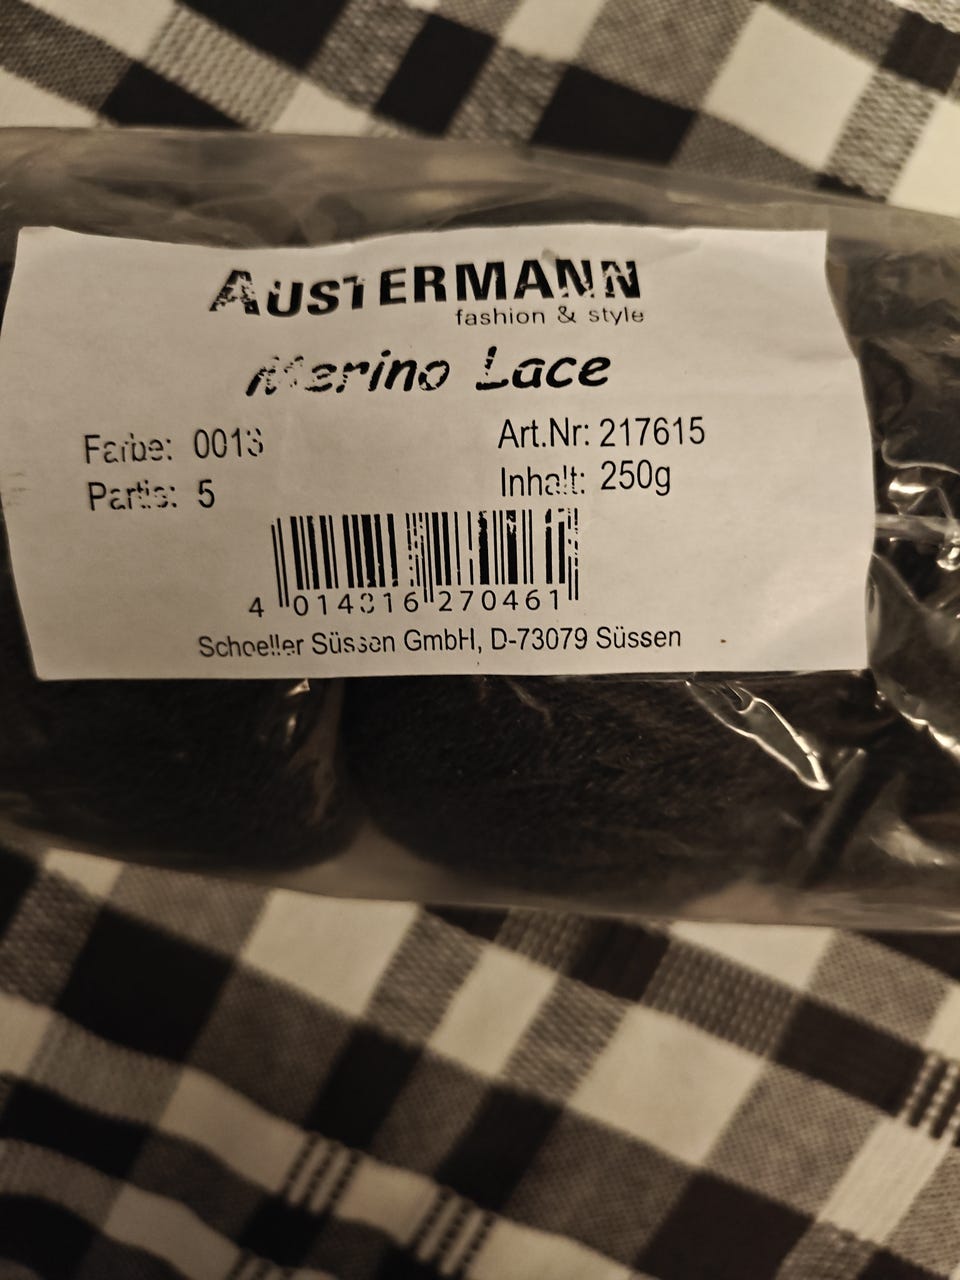 AUSTERMANN
fashion & style
Merino Lace
Farbe: 0013
Art.Nr: 217615
Partie: 5
Inhalt: 250g
4 014816 270461
Schoeller Süssen GmbH, D-73079 Süssen